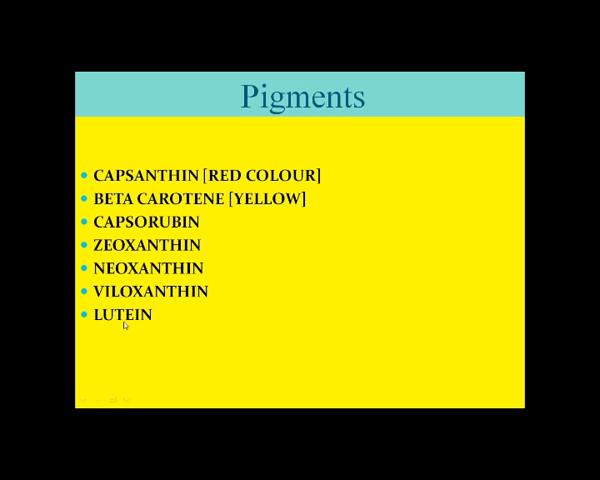 Pigments
CAPSANTHIN [RED COLOUR]
BETA CAROTENE [YELLOW]
CAPSORUBIN
ZEOXANTHIN
NEOXANTHIN
VILOXANTHIN
LUTEIN